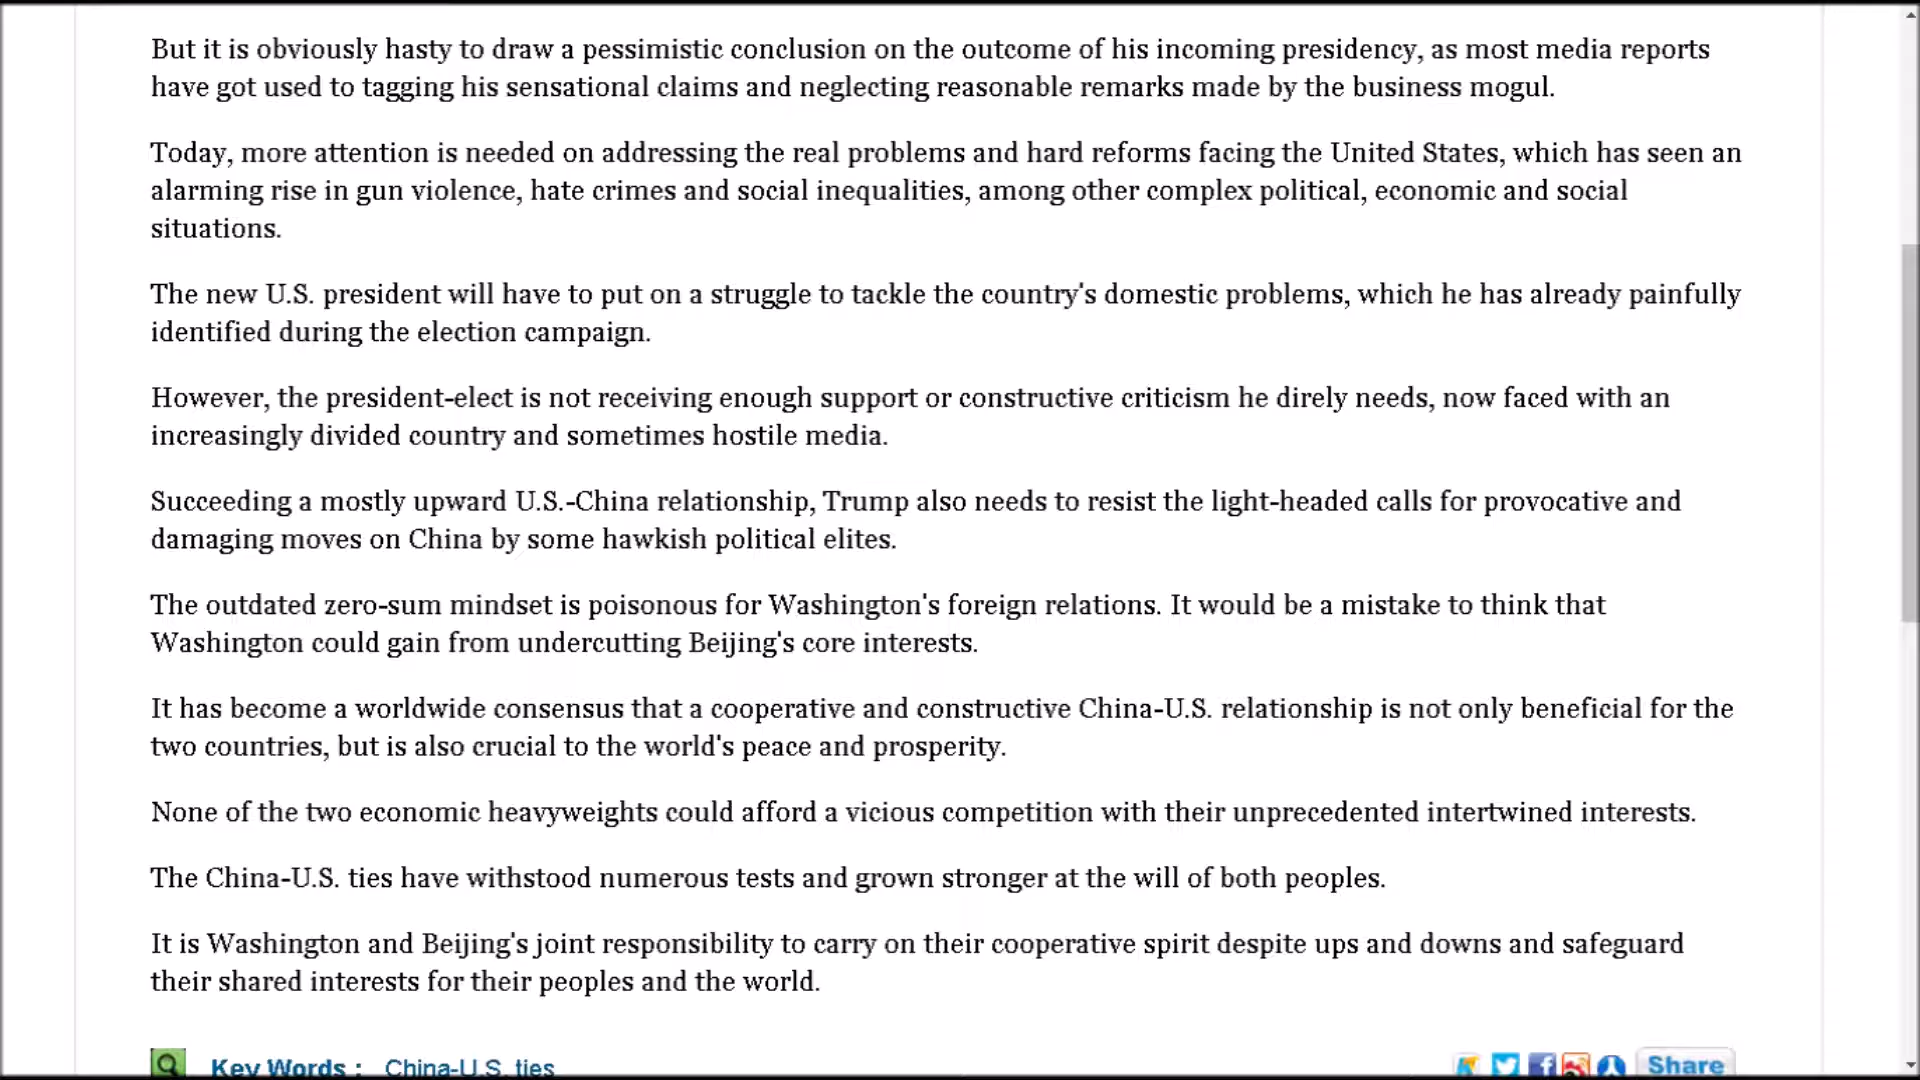 But it is obviously hasty to draw a pessimistic conclusion on the outcome of his incoming presidency, as most media reports
have got used to tagging his sensational claims and neglecting reasonable remarks made by the business mogul.
Today, more attention is needed on addressing the real problems and hard reforms facing the United States, which has seen an
alarming rise in gun violence, hate crimes and social inequalities, among other complex political, economic and social
situations.
The new U.S. president will have to put on a struggle to tackle the country's domestic problems, which he has already painfully
identified during the election campaign.
However, the president-elect is not receiving enough support or constructive criticism he direly needs, now faced with an
increasingly divided country and sometimes hostile media.
Succeeding a mostly upward U.S.-China relationship, Trump also needs to resist the light-headed calls for provocative and
damaging moves on China by some hawkish political elites.
The outdated zero-sum mindset is poisonous for Washington's foreign relations. It would be a mistake to think that
Washington could gain from undercutting Beijing's core interests.
It has become a worldwide consensus that a cooperative and constructive China-U.S. relationship is not only beneficial for the
two countries, but is also crucial to the world's peace and prosperity.
None of the two economic heavyweights could afford a vicious competition with their unprecedented intertwined interests.
The China-U.S. ties have withstood numerous tests and grown stronger at the will of both peoples.
It is Washington and Beijing's joint responsibility to carry on their cooperative spirit despite ups and downs and safeguard
their shared interests for their peoples and the world.
Key Words : China-U.S. ties Share